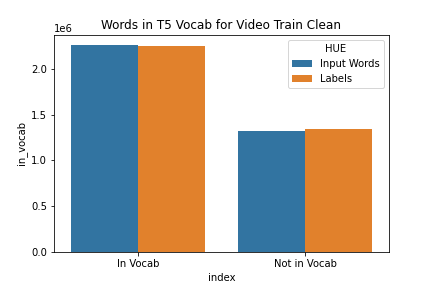 Words in T5 Vocab for Video Train Clean
1e6
HUE
Input Words
Labels
2.0
1.5
1.0
0.5
0.0
in_vocab
In Vocab
Not in Vocab
index